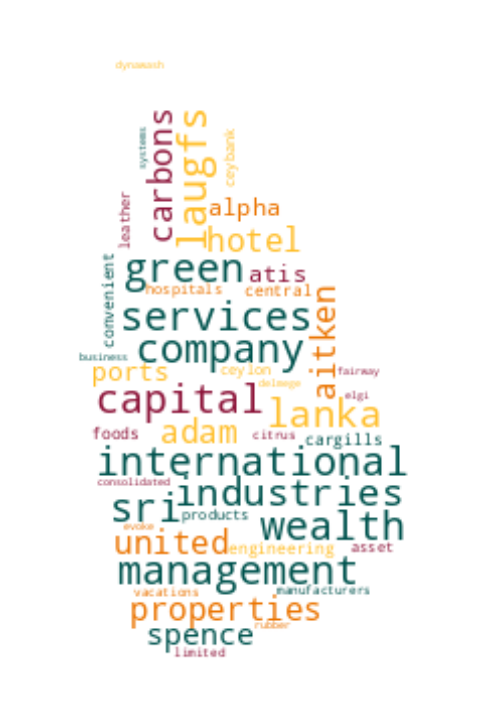 dynawash
systems
carbons
laugfs
ceybank
leather
alpha
hotel
convenient
green
atis
hospitals
central
services
aitken
company
business
ports
ceylon
fairway
delmege
elgi
capital
lanka
foods
adam
citrus
cargills
international
consolidated
industries
sri
products
wealth
evoke
united
engineering
asset
management
vacations
manufacturers
properties
rubber
spence
limited